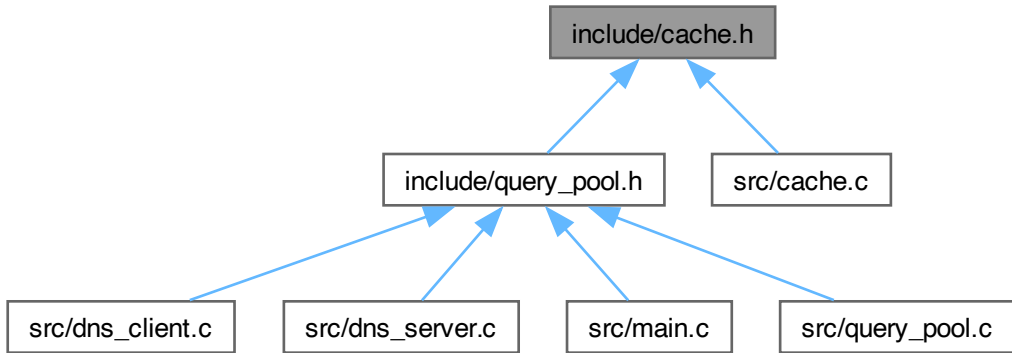 include/cache.h
include/query_pool.h
src/cache.c
src/dns_client.c
src/dns_server.c
src/main.c
src/query_pool.c